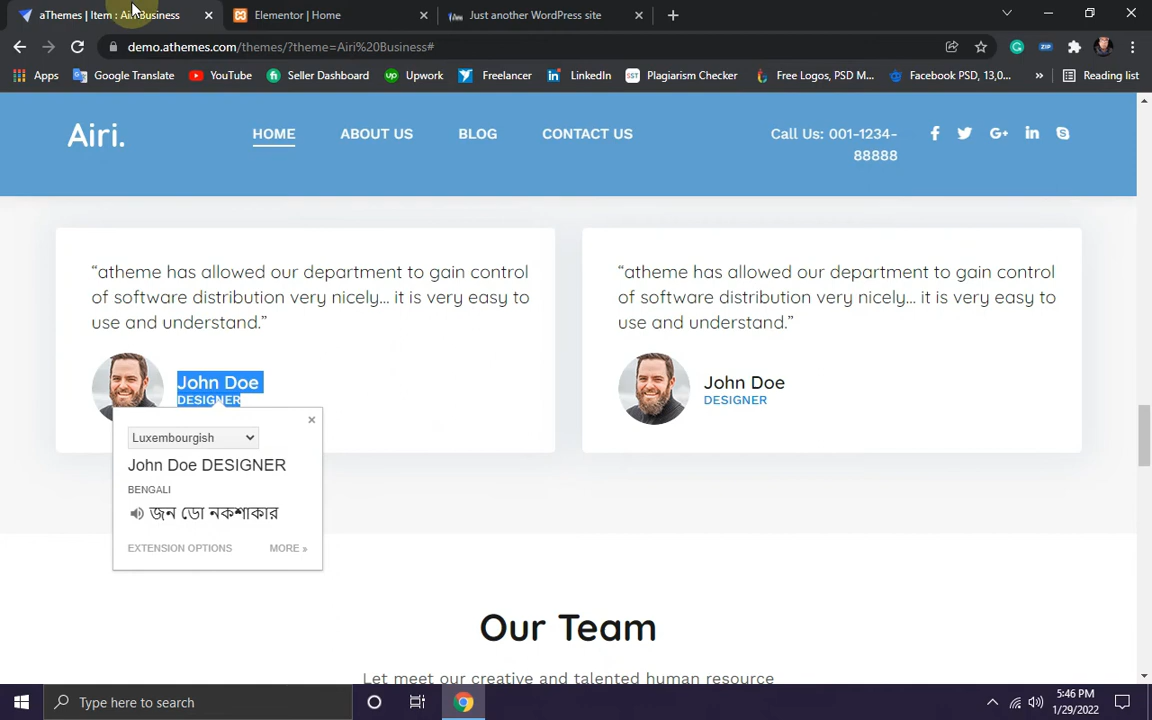 aThemes | Item : Airi Business
Elementor | Home
Just another WordPress site
demo.athemes.com/themes/?theme=Airi%20Business#
Apps
Google Translate
YouTube
Seller Dashboard
Upwork
Freelancer
LinkedIn
Plagiarism Checker
Free Logos, PSD M...
Facebook PSD, 13,0...
»
Reading list
Airi.
HOME
ABOUT US
BLOG
CONTACT US
Call Us: 001-1234-
88888
“atheme has allowed our department to gain control
of software distribution very nicely... it is very easy to
use and understand.”
John Doe
DESIGNER
“atheme has allowed our department to gain control
of software distribution very nicely... it is very easy to
use and understand.”
John Doe
DESIGNER
Luxembourgish
John Doe DESIGNER
BENGALI
জন ডো নকশাকার
EXTENSION OPTIONS
MORE »
Our Team
Let meet our creative and talented human resource
Type here to search
5:46 PM
1/29/2022